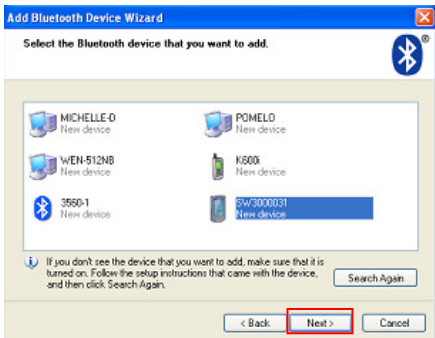 Add Bluetooth Device Wizard
Select the Bluetooth device that you want to add.
®
MICHELLE-D
New device
POMELO
New device
WEN-512NB
New device
K600i
New device
3560-1
New device
SW3000031
New device
If you don't see the device that you want to add, make sure that it is
turned on. Follow the setup instructions that came with the device,
and then click Search Again.
Search Again
< Back
Next >
Cancel